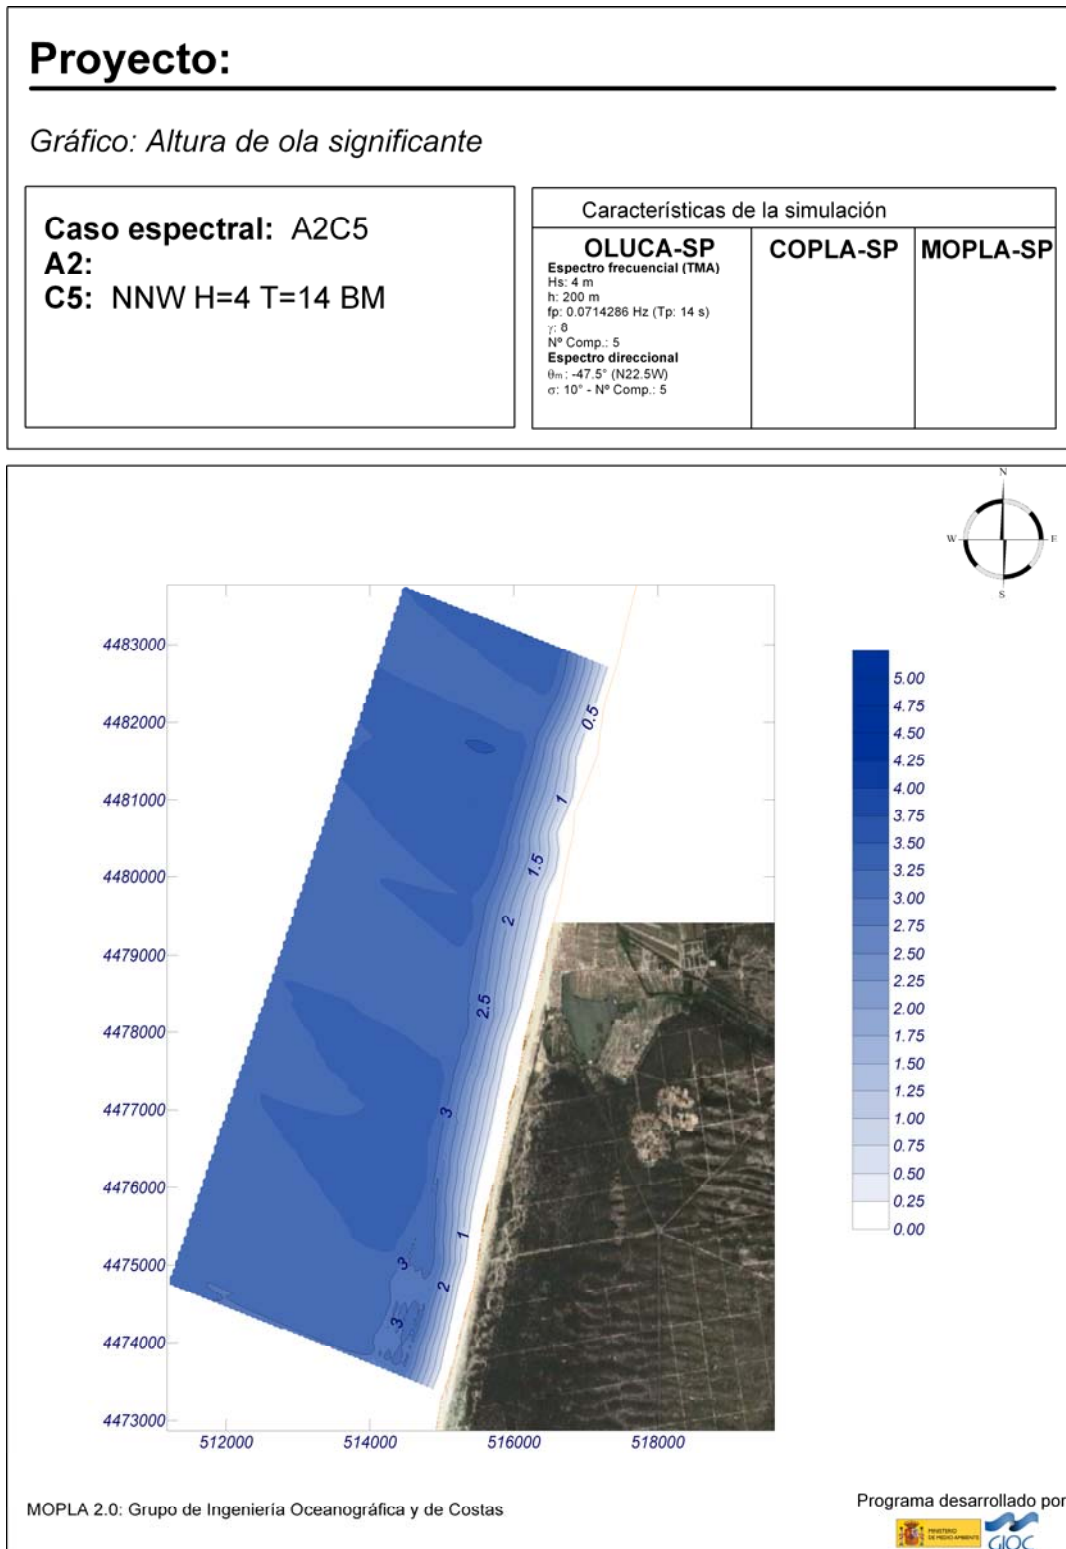 Proyecto:
Gráfico: Altura de ola significante
Caso espectral: A2C5
A2:
C5: NNW H=4 T=14 BM
Características de la simulación
OLUCA-SP
Espectro frecuencial (TMA)
Hs: 4 m
h: 200 m
fp: 0.0714286 Hz (Tp: 14 s)
γ: 8
Nº Comp.: 5
Espectro direccional
θm: -47.5° (N22.5W)
σ: 10° - Nº Comp.: 5
COPLA-SP
MOPLA-SP
N
W
E
S
4483000
4482000
4481000
4480000
4479000
4478000
4477000
4476000
4475000
4474000
4473000
512000
514000
516000
518000
0.5
1
1.5
2
2.5
3
1
3
2
3
5.00
4.75
4.50
4.25
4.00
3.75
3.50
3.25
3.00
2.75
2.50
2.25
2.00
1.75
1.50
1.25
1.00
0.75
0.50
0.25
0.00
MOPLA 2.0: Grupo de Ingeniería Oceanográfica y de Costas
Programa desarrollado por
MINISTERIO
DE MEDIO AMBIENTE
GIOC